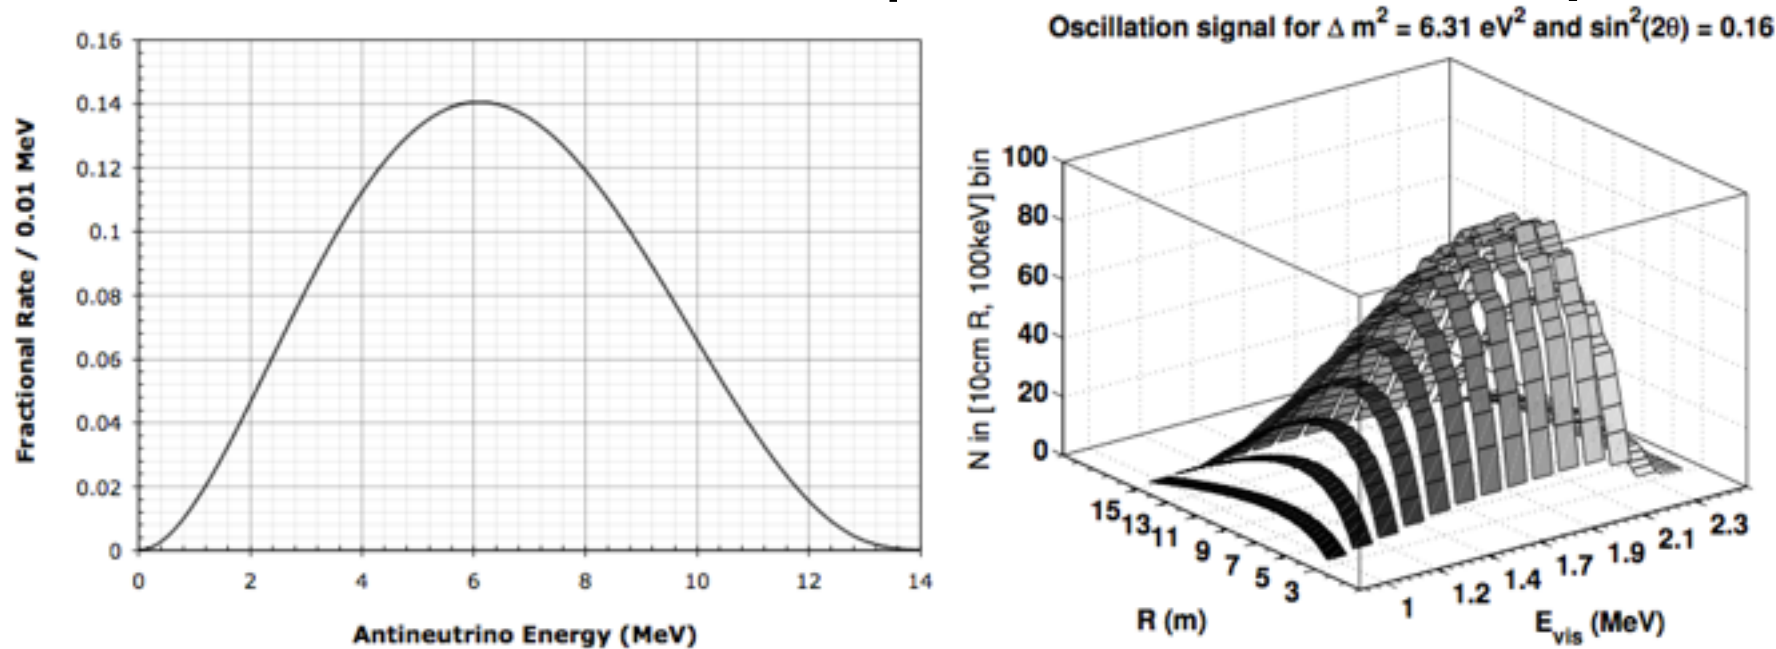 0.16
0.14
0.12
0.1
0.08
0.06
0.04
0.02
0
Fractional Rate / 0.01 MeV
0 2 4 6 8 10 12 14
Antineutrino Energy (MeV)
Oscillation signal for Δ m² = 6.31 eV² and sin²(2θ) = 0.16
N in [10cm R, 100keV] bin
100
80
60
40
20
0
15 13 11 9 7 5 3
R (m)
1 1.2 1.4 1.7 1.9 2.1 2.3
E_vis (MeV)